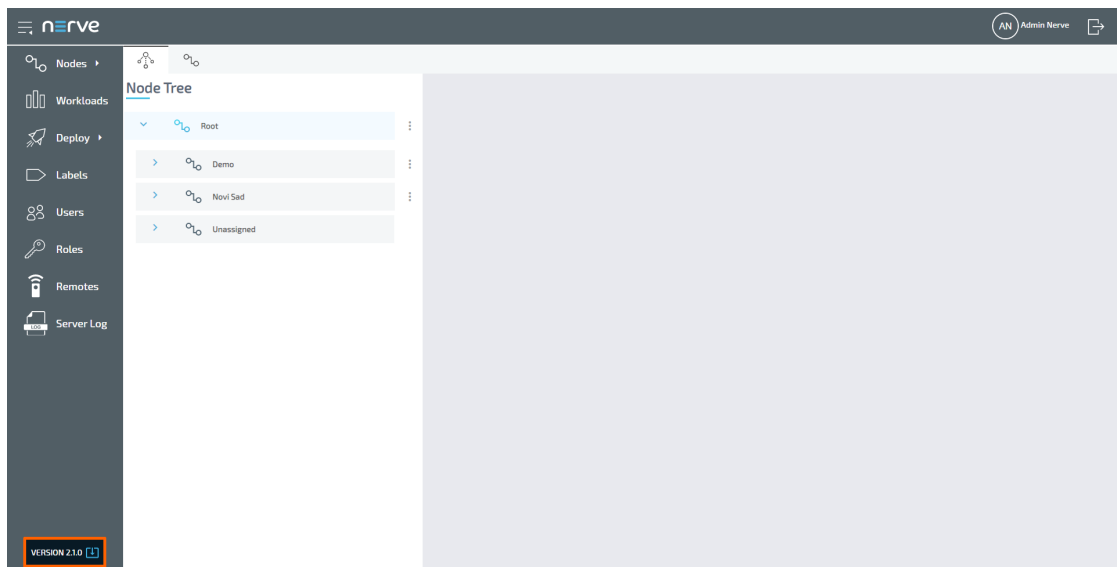 nerve
AN Admin Nerve
Nodes
Workloads
Deploy
Labels
Users
Roles
Remotes
LOG Server Log
VERSION 2.1.0
Node Tree
Root
Demo
Novi Sad
Unassigned